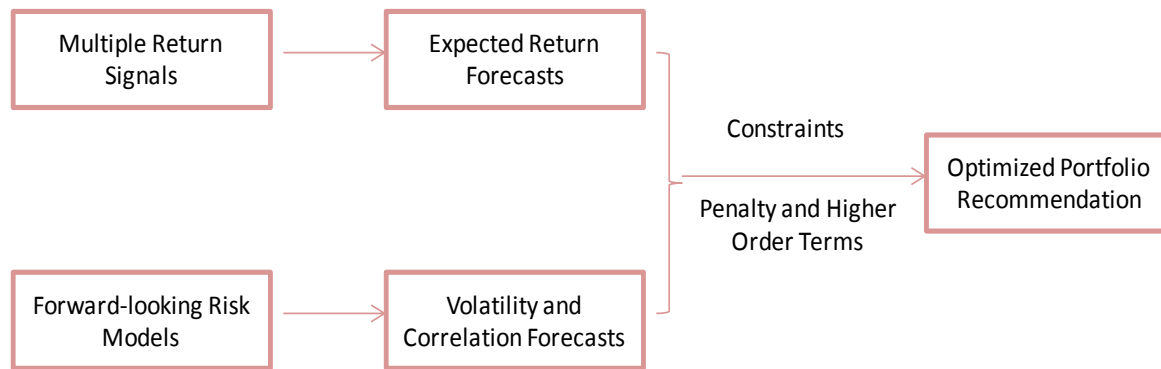 Multiple Return
Signals
Expected Return
Forecasts
Constraints
Penalty and Higher
Order Terms
Optimized Portfolio
Recommendation
Forward-looking Risk
Models
Volatility and
Correlation Forecasts